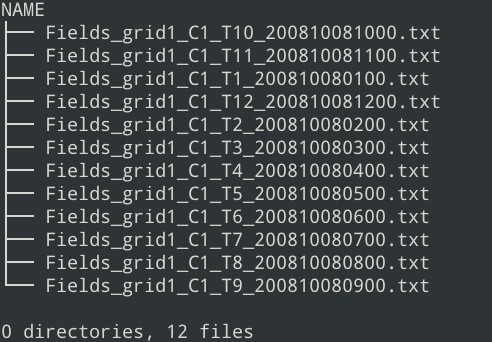 NAME
├── Fields_grid1_C1_T10_200810081000.txt
├── Fields_grid1_C1_T11_200810081100.txt
├── Fields_grid1_C1_T1_200810080100.txt
├── Fields_grid1_C1_T12_200810081200.txt
├── Fields_grid1_C1_T2_200810080200.txt
├── Fields_grid1_C1_T3_200810080300.txt
├── Fields_grid1_C1_T4_200810080400.txt
├── Fields_grid1_C1_T5_200810080500.txt
├── Fields_grid1_C1_T6_200810080600.txt
├── Fields_grid1_C1_T7_200810080700.txt
├── Fields_grid1_C1_T8_200810080800.txt
└── Fields_grid1_C1_T9_200810080900.txt
0 directories, 12 files